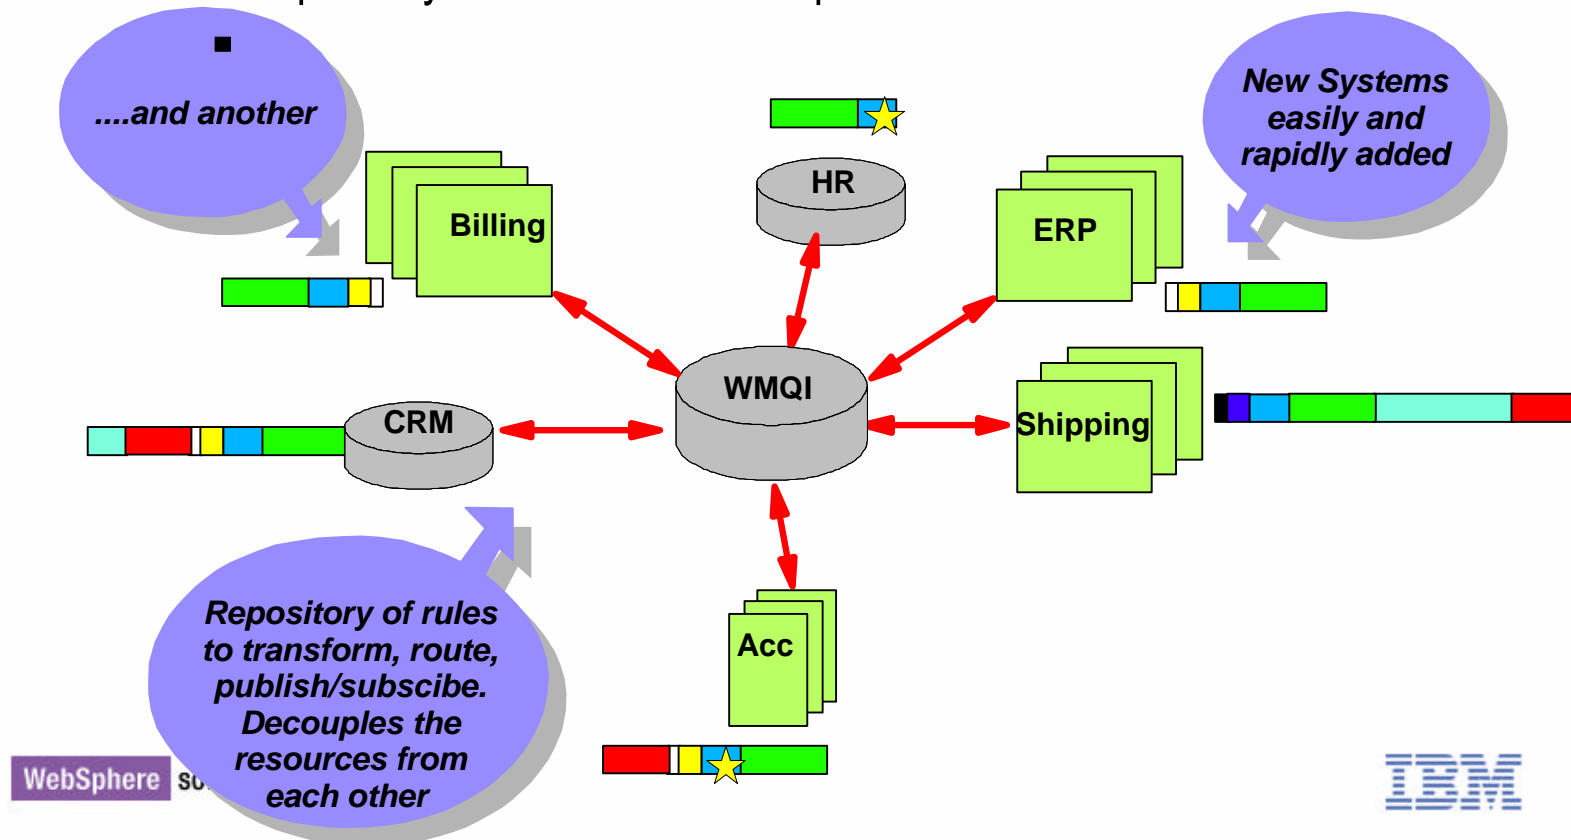 ....and another
New Systems
easily and
rapidly added
HR
Billing
ERP
WMQI
CRM
Shipping
Repository of rules
to transform, route,
publish/subscibe.
Decouples the
resources from
each other
Acc
WebSphere
IBM